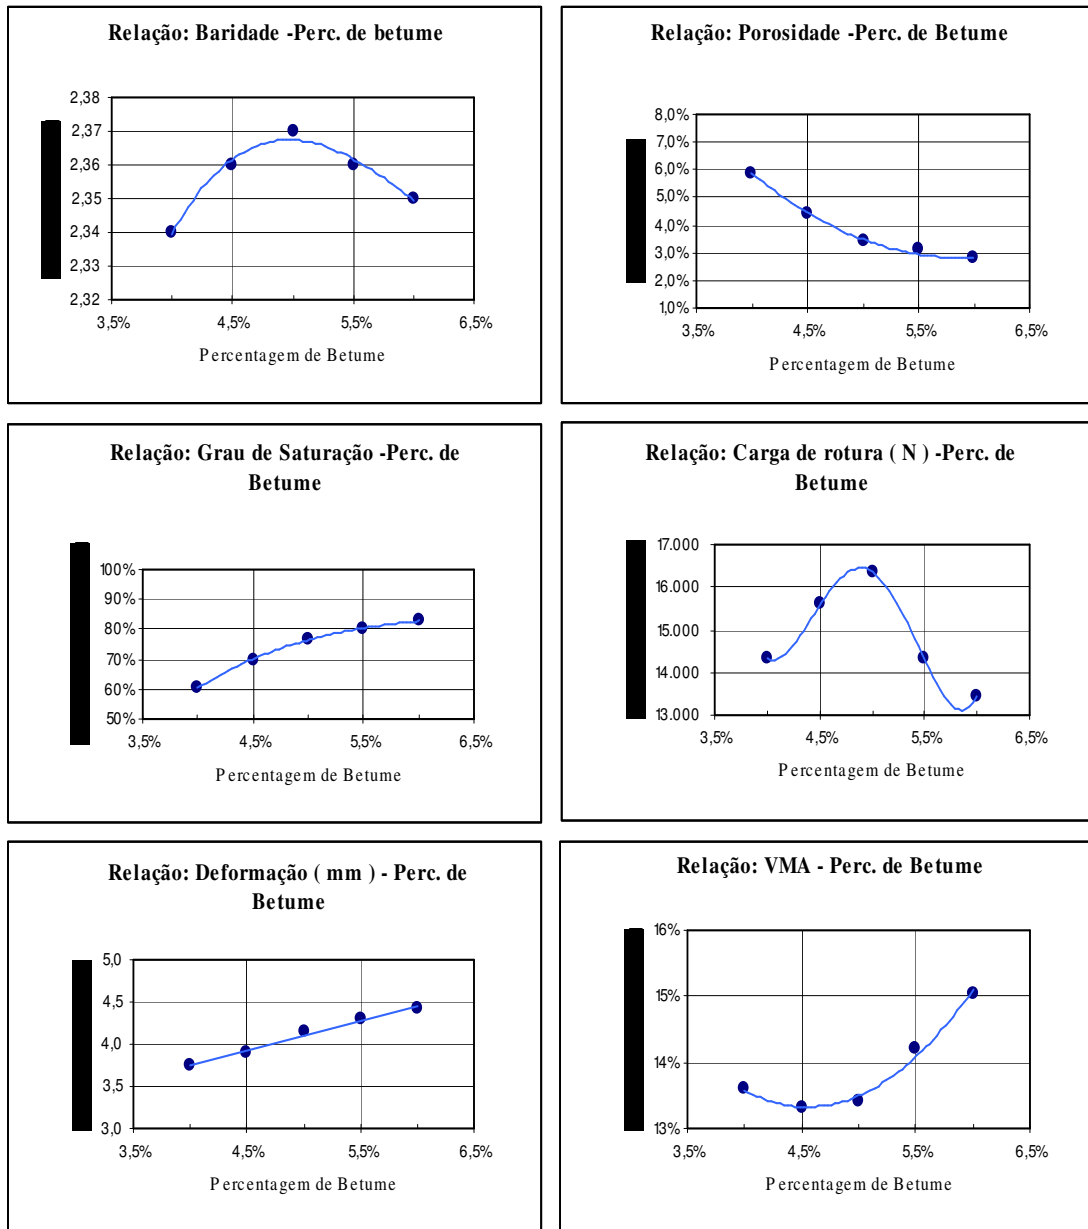 Relação: Baridade -Perc. de betume
2,38
2,37
2,36
2,35
2,34
2,33
2,32
3,5% 4,5% 5,5% 6,5%
Percentagem de Betume
Relação: Porosidade -Perc. de Betume
8,0%
7,0%
6,0%
5,0%
4,0%
3,0%
2,0%
1,0%
3,5% 4,5% 5,5% 6,5%
Percentagem de Betume
Relação: Grau de Saturação -Perc. de
Betume
100%
90%
80%
70%
60%
50%
3,5% 4,5% 5,5% 6,5%
Percentagem de Betume
Relação: Carga de rotura ( N ) -Perc. de
Betume
17.000
16.000
15.000
14.000
13.000
3,5% 4,5% 5,5% 6,5%
Percentagem de Betume
Relação: Deformação ( mm ) - Perc. de
Betume
5,0
4,5
4,0
3,5
3,0
3,5% 4,5% 5,5% 6,5%
Percentagem de Betume
Relação: VMA - Perc. de Betume
16%
15%
14%
13%
3,5% 4,5% 5,5% 6,5%
Percentagem de Betume